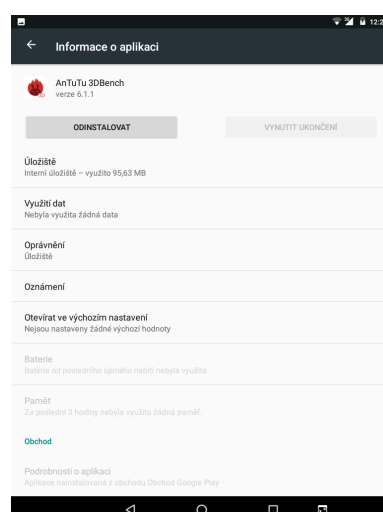 12:2
Informace o aplikaci
AnTuTu 3DBench
verze 6.1.1
ODINSTALOVAT
VYNUTIT UKONČENÍ
Úložiště
Interní úložiště – využito 95,63 MB
Využití dat
Nebyla využita žádná data
Oprávnění
Úložiště
Oznámení
Otevírat ve výchozím nastavení
Nejsou nastaveny žádné výchozí hodnoty
Baterie
Baterie od posledního úplného nabití nebyla využita
Paměť
Za poslední 3 hodiny nebyla využita žádná paměť.
Obchod
Podrobnosti o aplikaci
Aplikace nainstalovaná z obchodu Obchod Google Play